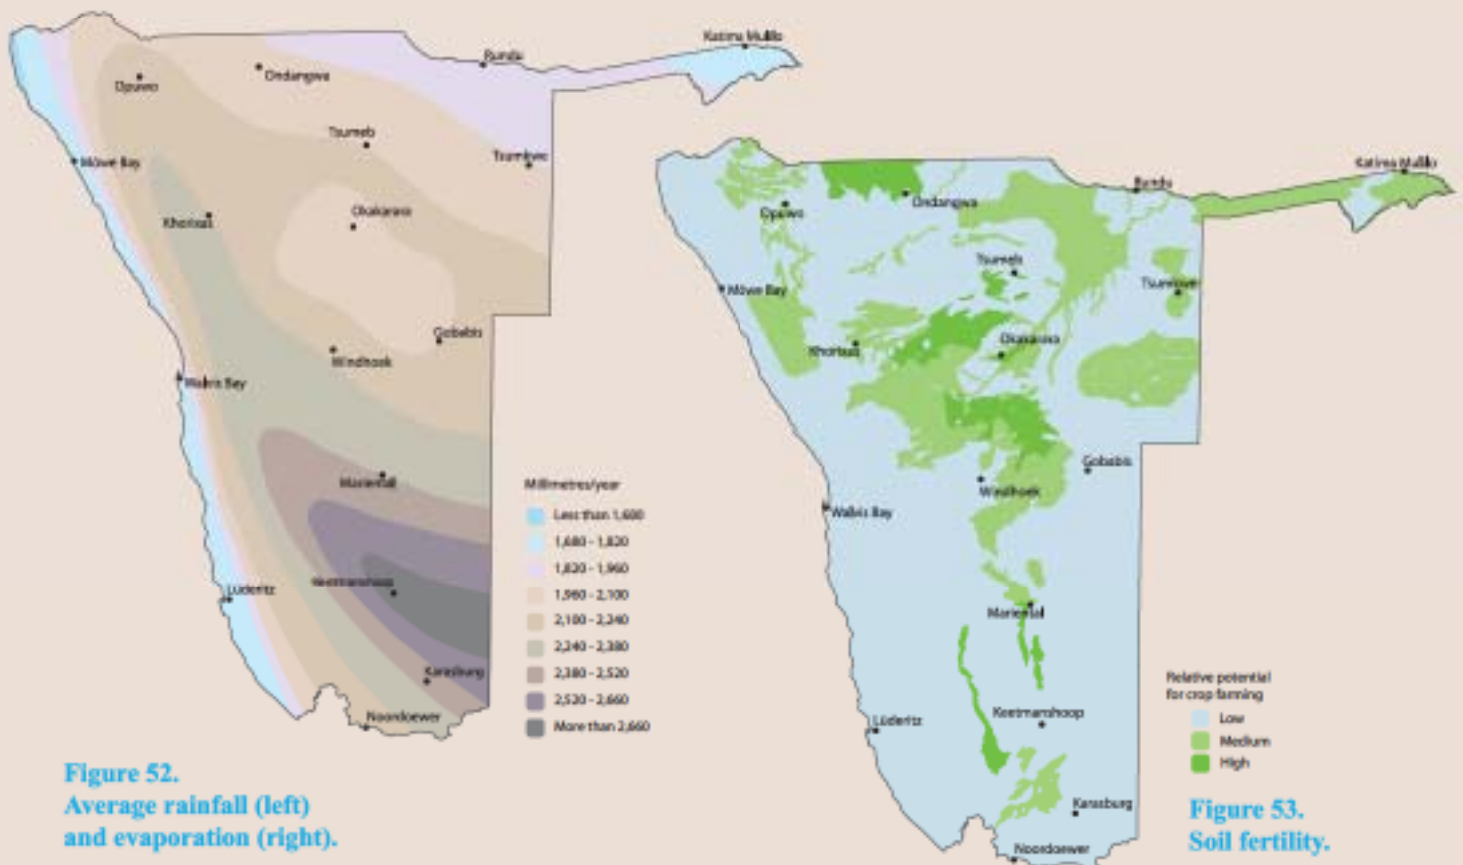 Katima Mulilo
Rundu
Ondangwa
Opuwo
Tsumeb
Tsumkwe
Möwe Bay
Khorixas
Okakarara
Gobabis
Windhoek
Walvis Bay
Mariental
Keetmanshoop
Lüderitz
Karasburg
Noordoewer
Millimetres/year
Less than 1,680
1,680 - 1,820
1,820 - 1,960
1,960 - 2,100
2,100 - 2,240
2,240 - 2,380
2,380 - 2,520
2,520 - 2,660
More than 2,660
Figure 52.
Average rainfall (left)
and evaporation (right).
Katima Mulilo
Rundu
Ondangwa
Opuwo
Tsumeb
Tsumkwe
Möwe Bay
Khorixas
Okakarara
Gobabis
Windhoek
Walvis Bay
Mariental
Keetmanshoop
Lüderitz
Karasburg
Noordoewer
Relative potential
for crop farming
Low
Medium
High
Figure 53.
Soil fertility.